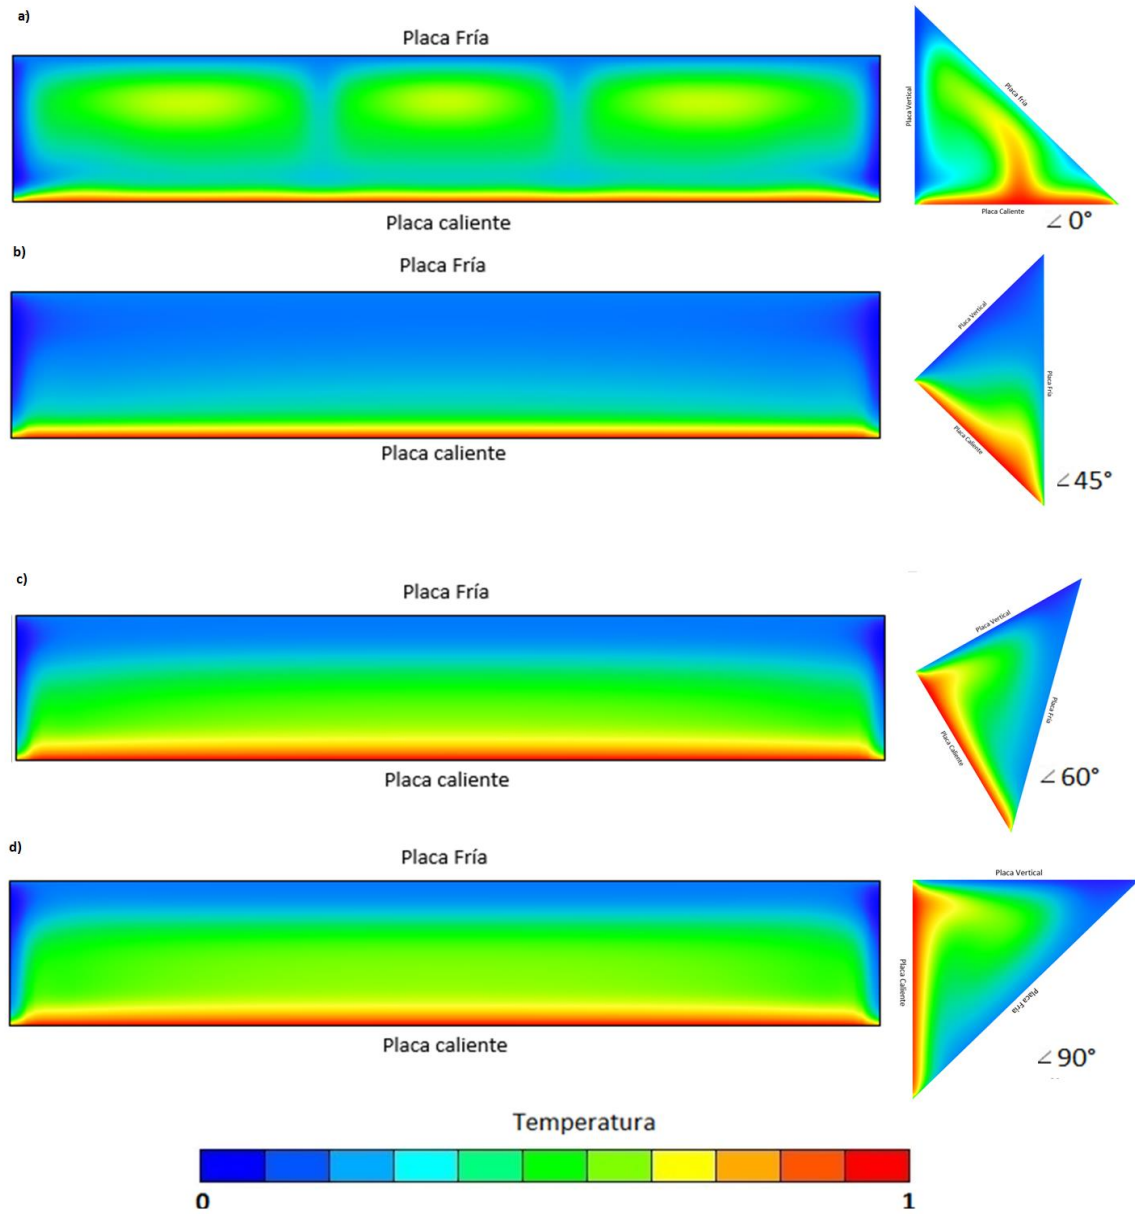 a)
Placa Fría
Placa Vertical
Placa fría
Placa caliente
Placa Caliente
∠0°
b)
Placa Fría
Placa Vertical
Placa Fría
Placa caliente
Placa Caliente
∠45°
c)
Placa Fría
Placa Vertical
Placa Fría
Placa caliente
Placa Caliente
∠60°
d)
Placa Fría
Placa Vertical
Placa Caliente
Placa Fría
Placa caliente
∠90°
Temperatura
0
1